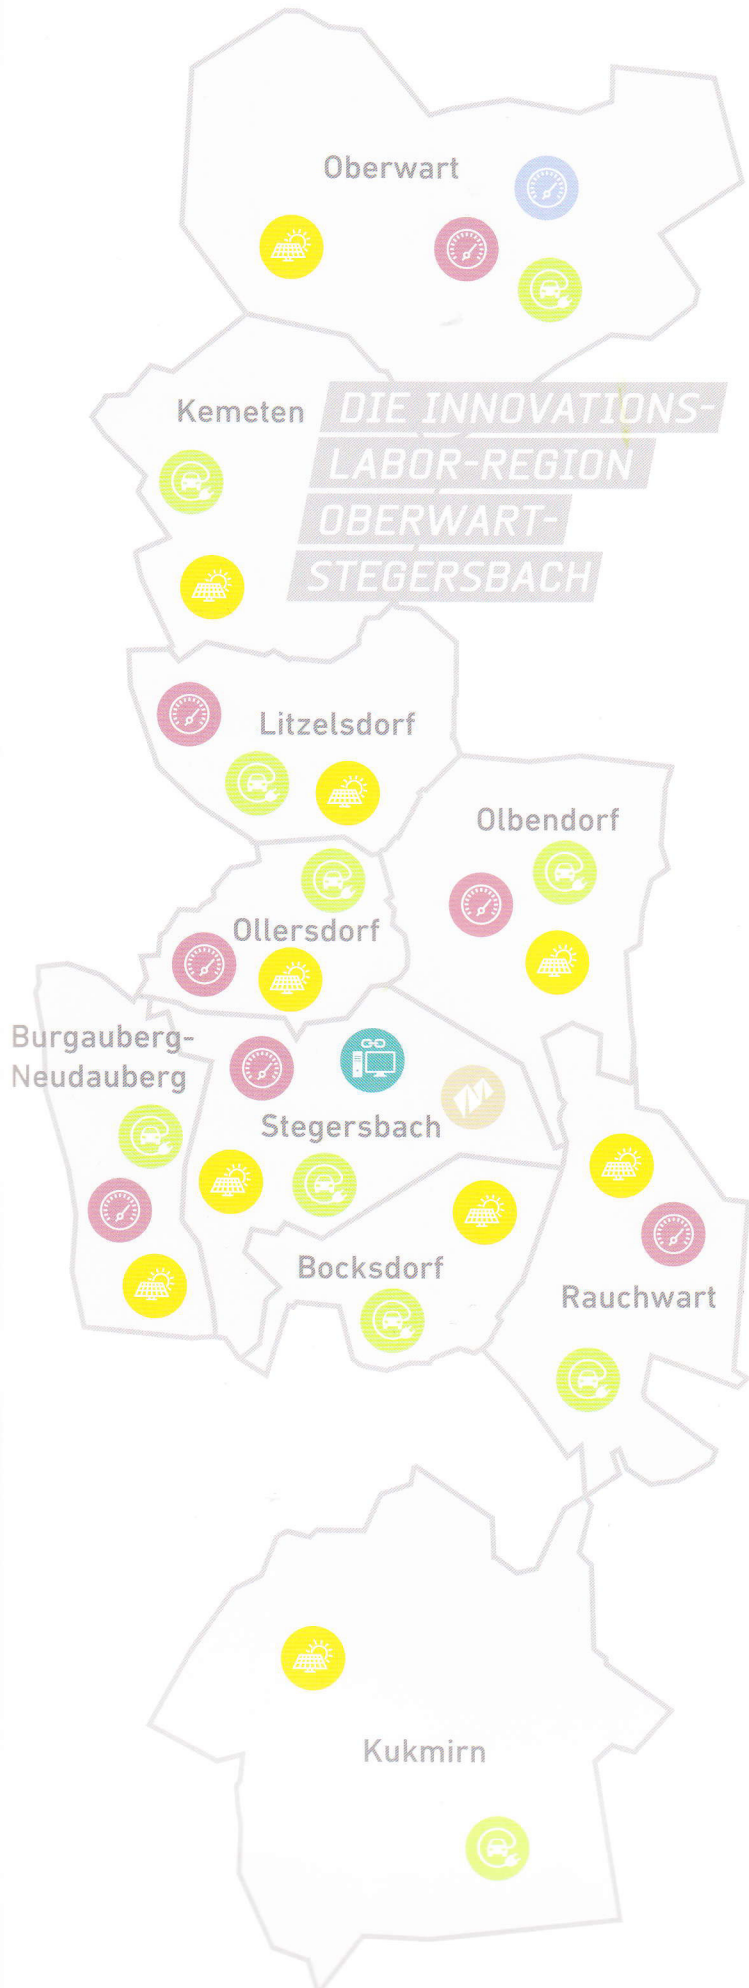 Oberwart
Kemeten
DIE INNOVATIONS-
LABOR-REGION
OBERWART-
STEGERSBACH
Litzelsdorf
Olbendorf
Ollersdorf
Burgauberg-
Neudauberg
Stegersbach
Bocksdorf
Rauchwart
Kukmirn